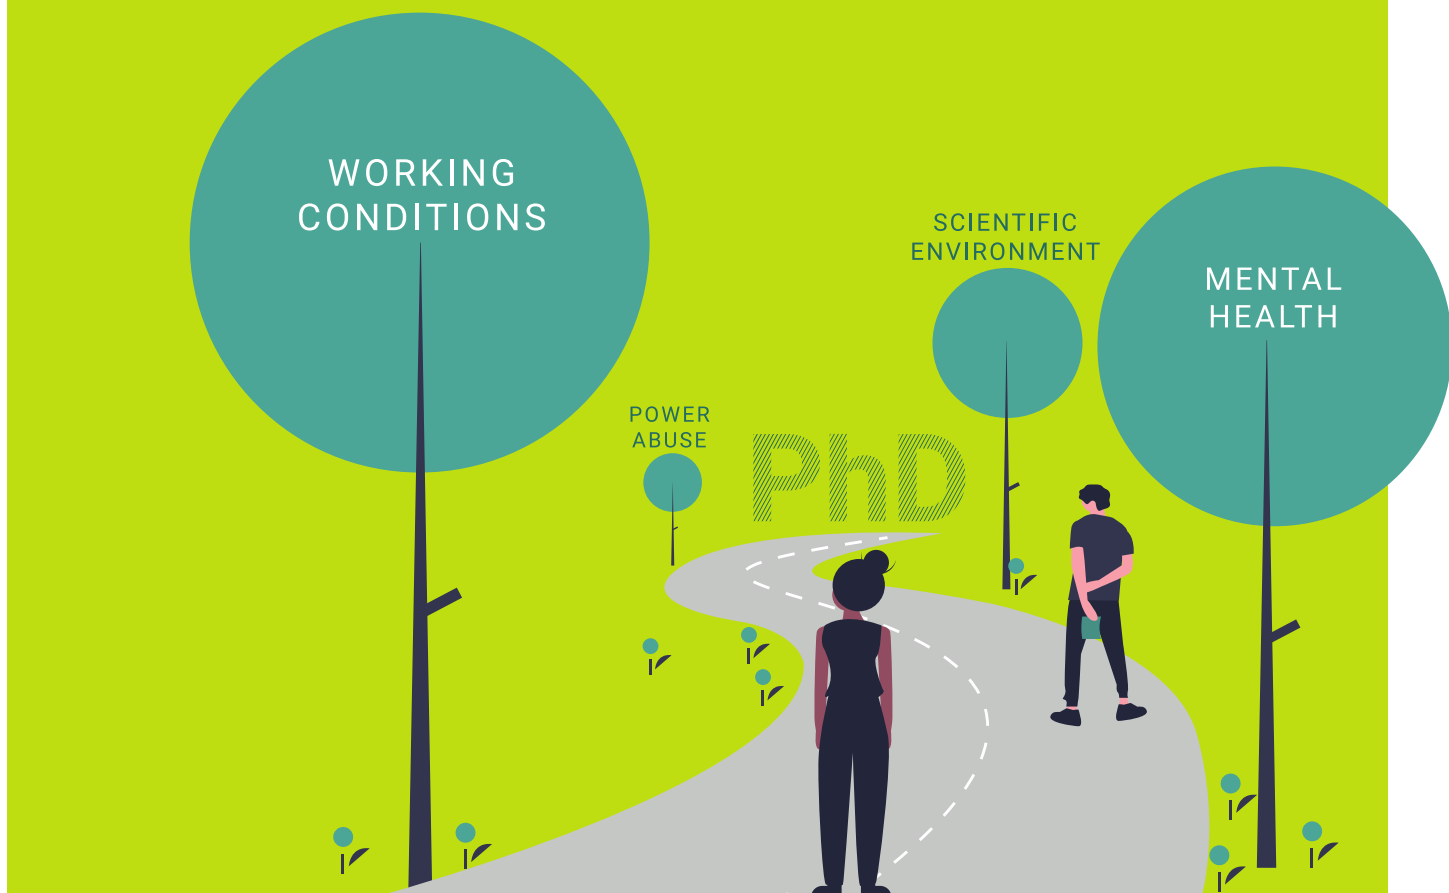 WORKING
CONDITIONS
SCIENTIFIC
ENVIRONMENT
MENTAL
HEALTH
POWER
ABUSE
PhD